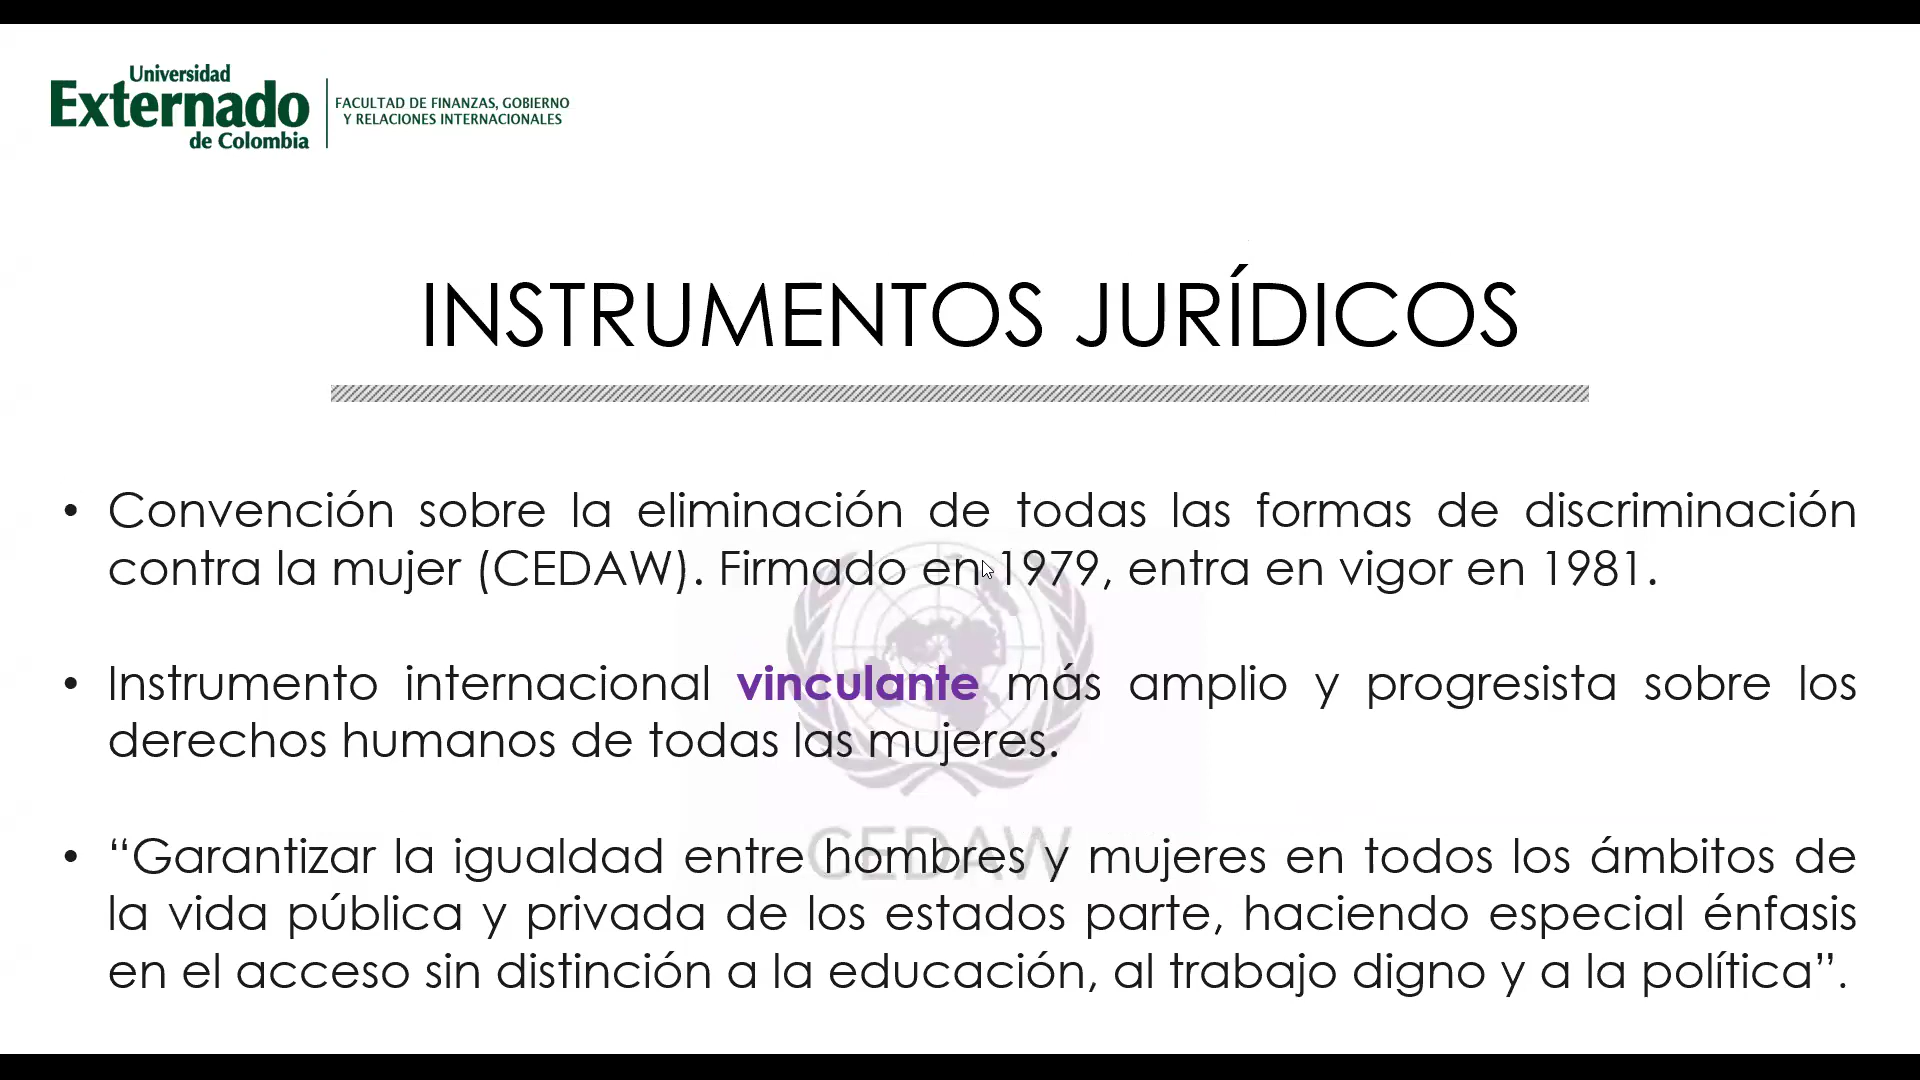 Universidad
Externado
de Colombia
FACULTAD DE FINANZAS, GOBIERNO
Y RELACIONES INTERNACIONALES
INSTRUMENTOS JURÍDICOS
• Convención sobre la eliminación de todas las formas de discriminación
contra la mujer (CEDAW). Firmado en 1979, entra en vigor en 1981.
• Instrumento internacional vinculante más amplio y progresista sobre los
derechos humanos de todas las mujeres.
CEDAW
• “Garantizar la igualdad entre hombres y mujeres en todos los ámbitos de
la vida pública y privada de los estados parte, haciendo especial énfasis
en el acceso sin distinción a la educación, al trabajo digno y a la política”.